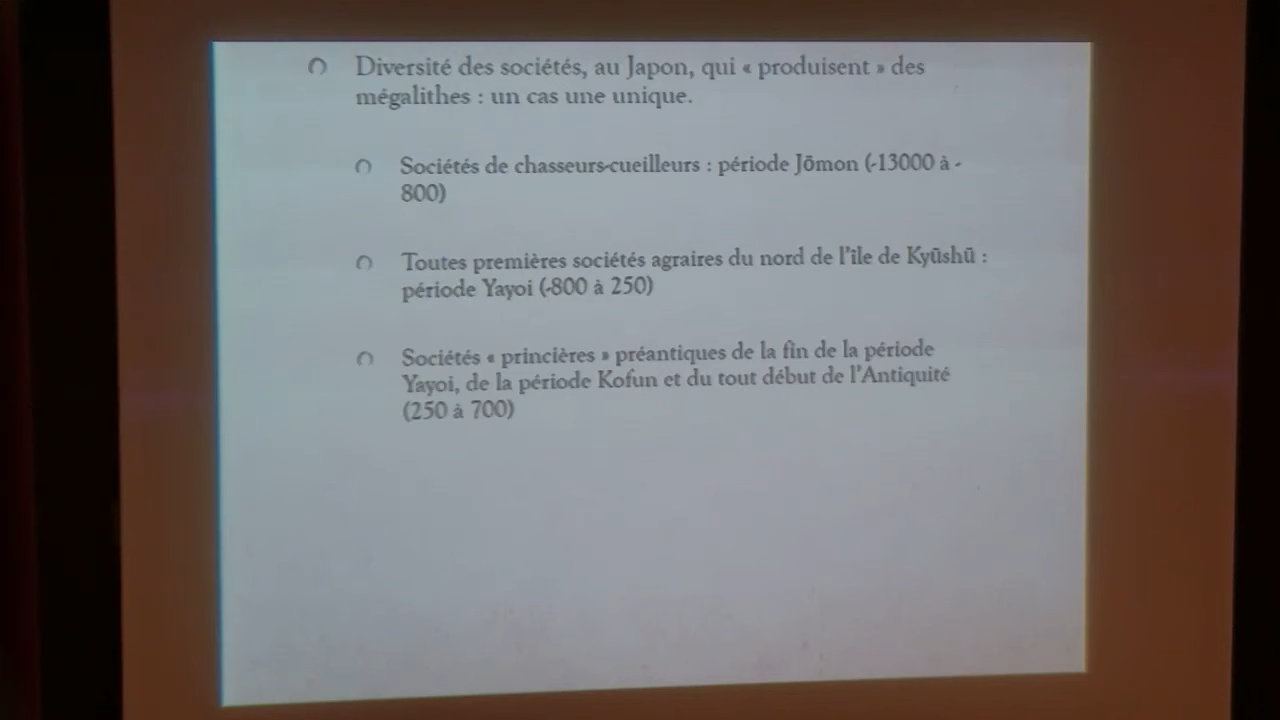 Diversité des sociétés, au Japon, qui « produisent » des
mégalithes : un cas une unique.
Sociétés de chasseurs-cueilleurs : période Jōmon (-13000 à -
800)
Toutes premières sociétés agraires du nord de l'île de Kyūshū :
période Yayoi (-800 à 250)
Sociétés « princières » préantiques de la fin de la période
Yayoi, de la période Kofun et du tout début de l'Antiquité
(250 à 700)